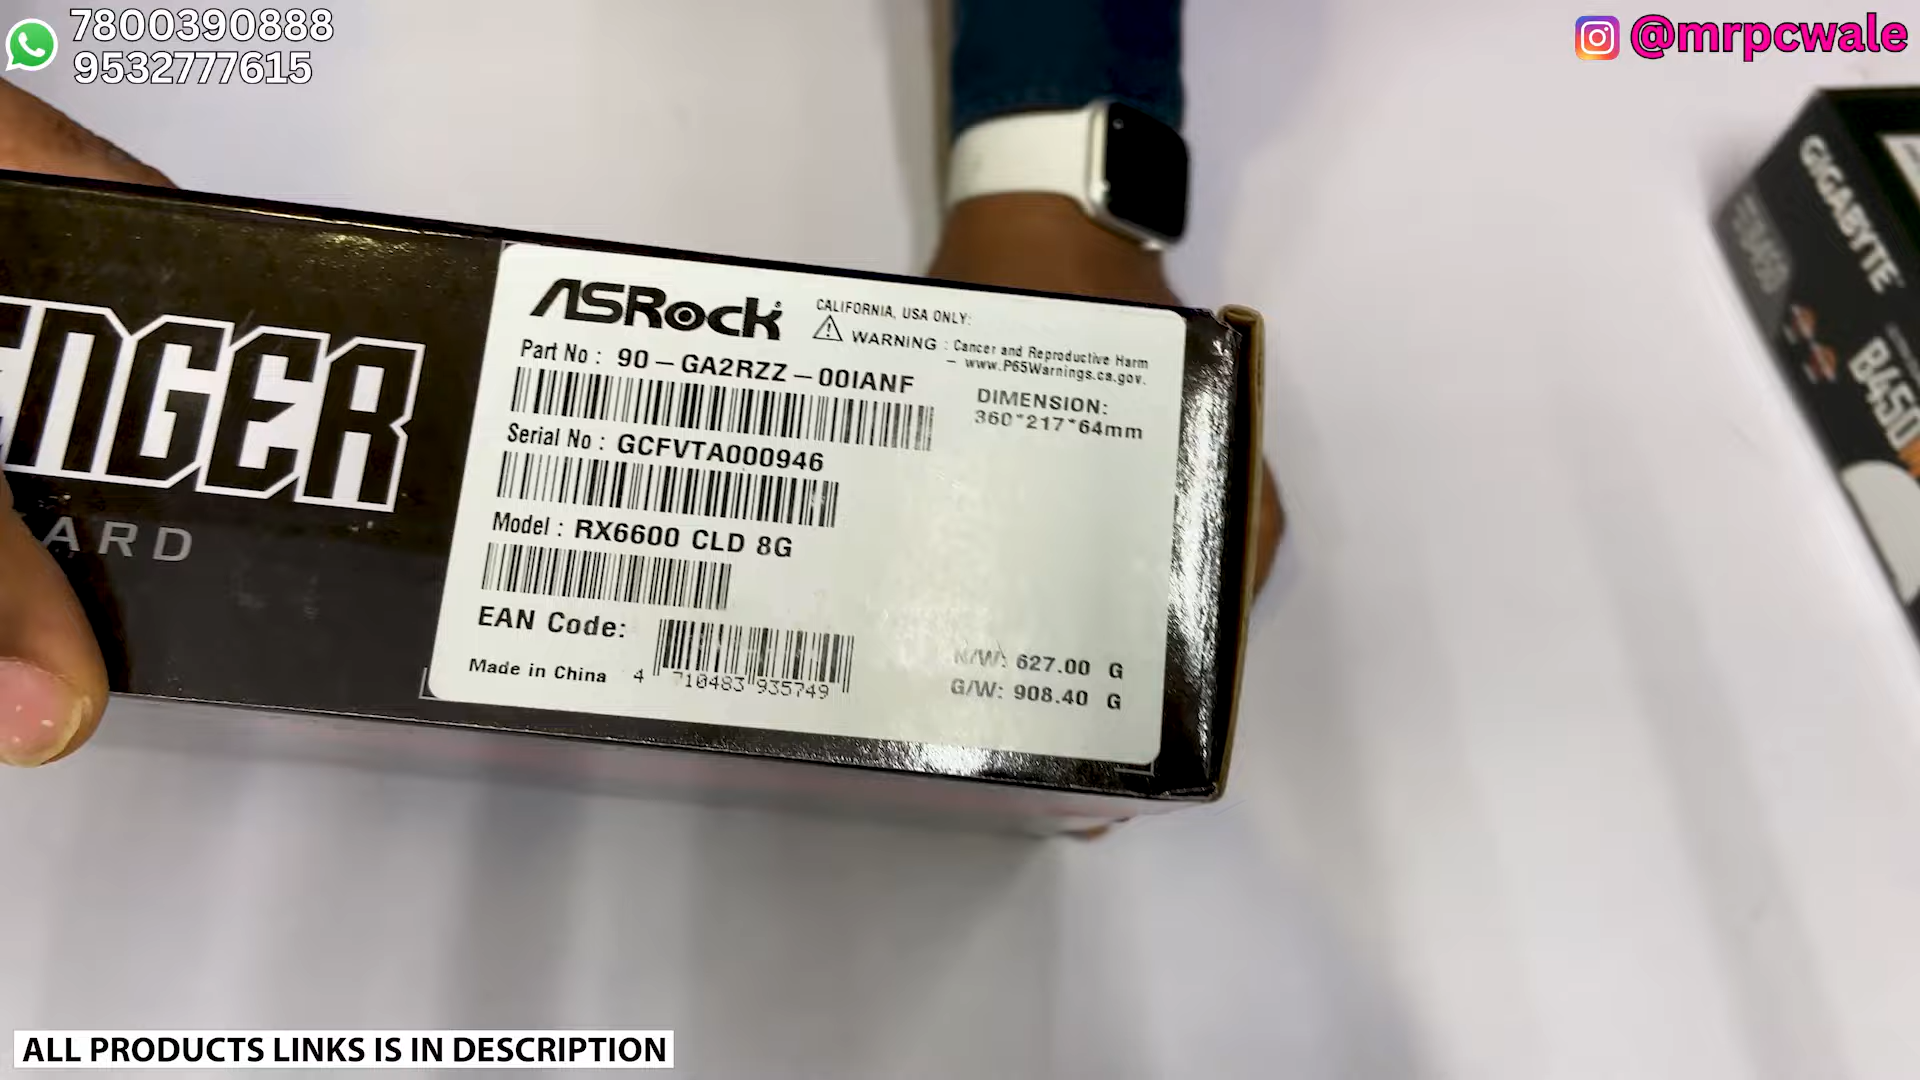 7800390888
9532777615
@mrpcwale
ENGER
ARD
ASRock
CALIFORNIA, USA ONLY:
WARNING : Cancer and Reproductive Harm
– www.P65Warnings.ca.gov.
Part No : 90-GA2RZZ-00IANF
DIMENSION:
360*217*64mm
Serial No : GCFVTA000946
Model : RX6600 CLD 8G
EAN Code:
4 710483 935749
Made in China
N/W: 627.00 G
G/W: 908.40 G
GIGABYTE
B450
B450
ALL PRODUCTS LINKS IS IN DESCRIPTION